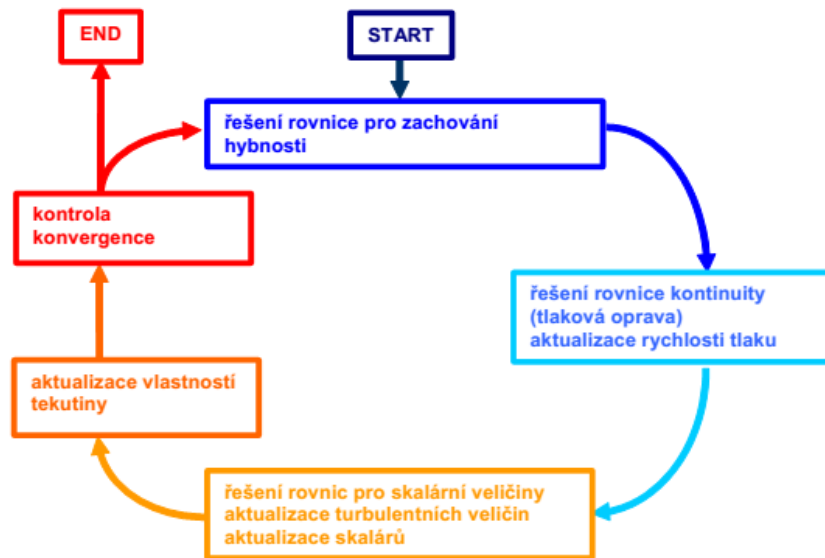 END
START
řešení rovnice pro zachování
hybnosti
kontrola
konvergence
řešení rovnice kontinuity
(tlaková oprava)
aktualizace rychlosti tlaku
aktualizace vlastností
tekutiny
řešení rovnic pro skalární veličiny
aktualizace turbulentních veličin
aktualizace skalárů